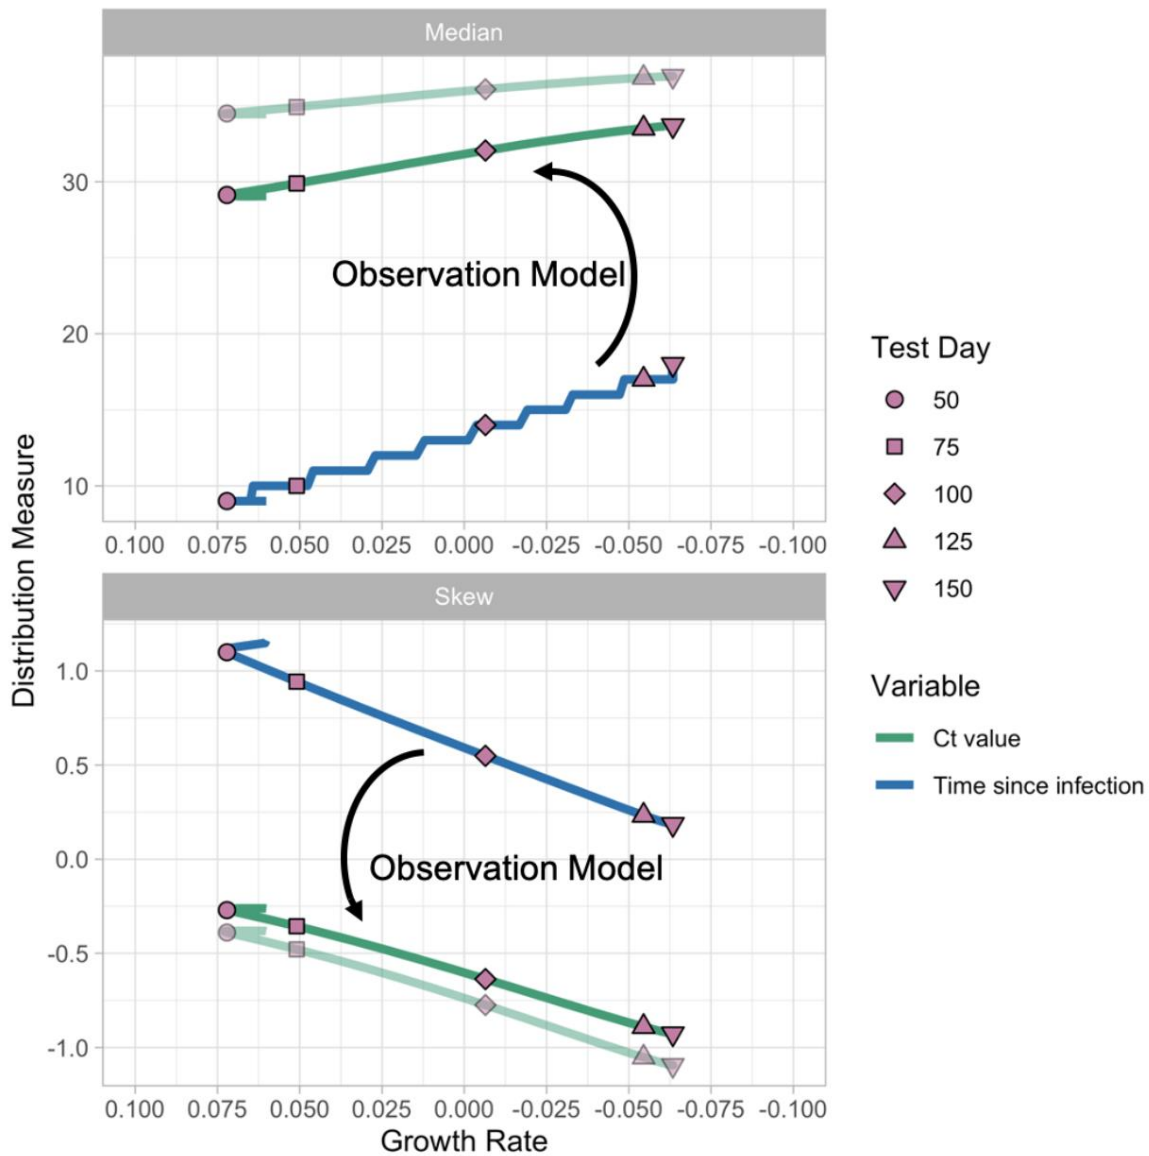 Median
30
20
10
Observation Model
0.100 0.075 0.050 0.025 0.000 -0.025 -0.050 -0.075 -0.100
Distribution Measure
Skew
1.0
0.5
0.0
-0.5
-1.0
Observation Model
0.100 0.075 0.050 0.025 0.000 -0.025 -0.050 -0.075 -0.100
Growth Rate
Test Day
50
75
100
125
150
Variable
Ct value
Time since infection